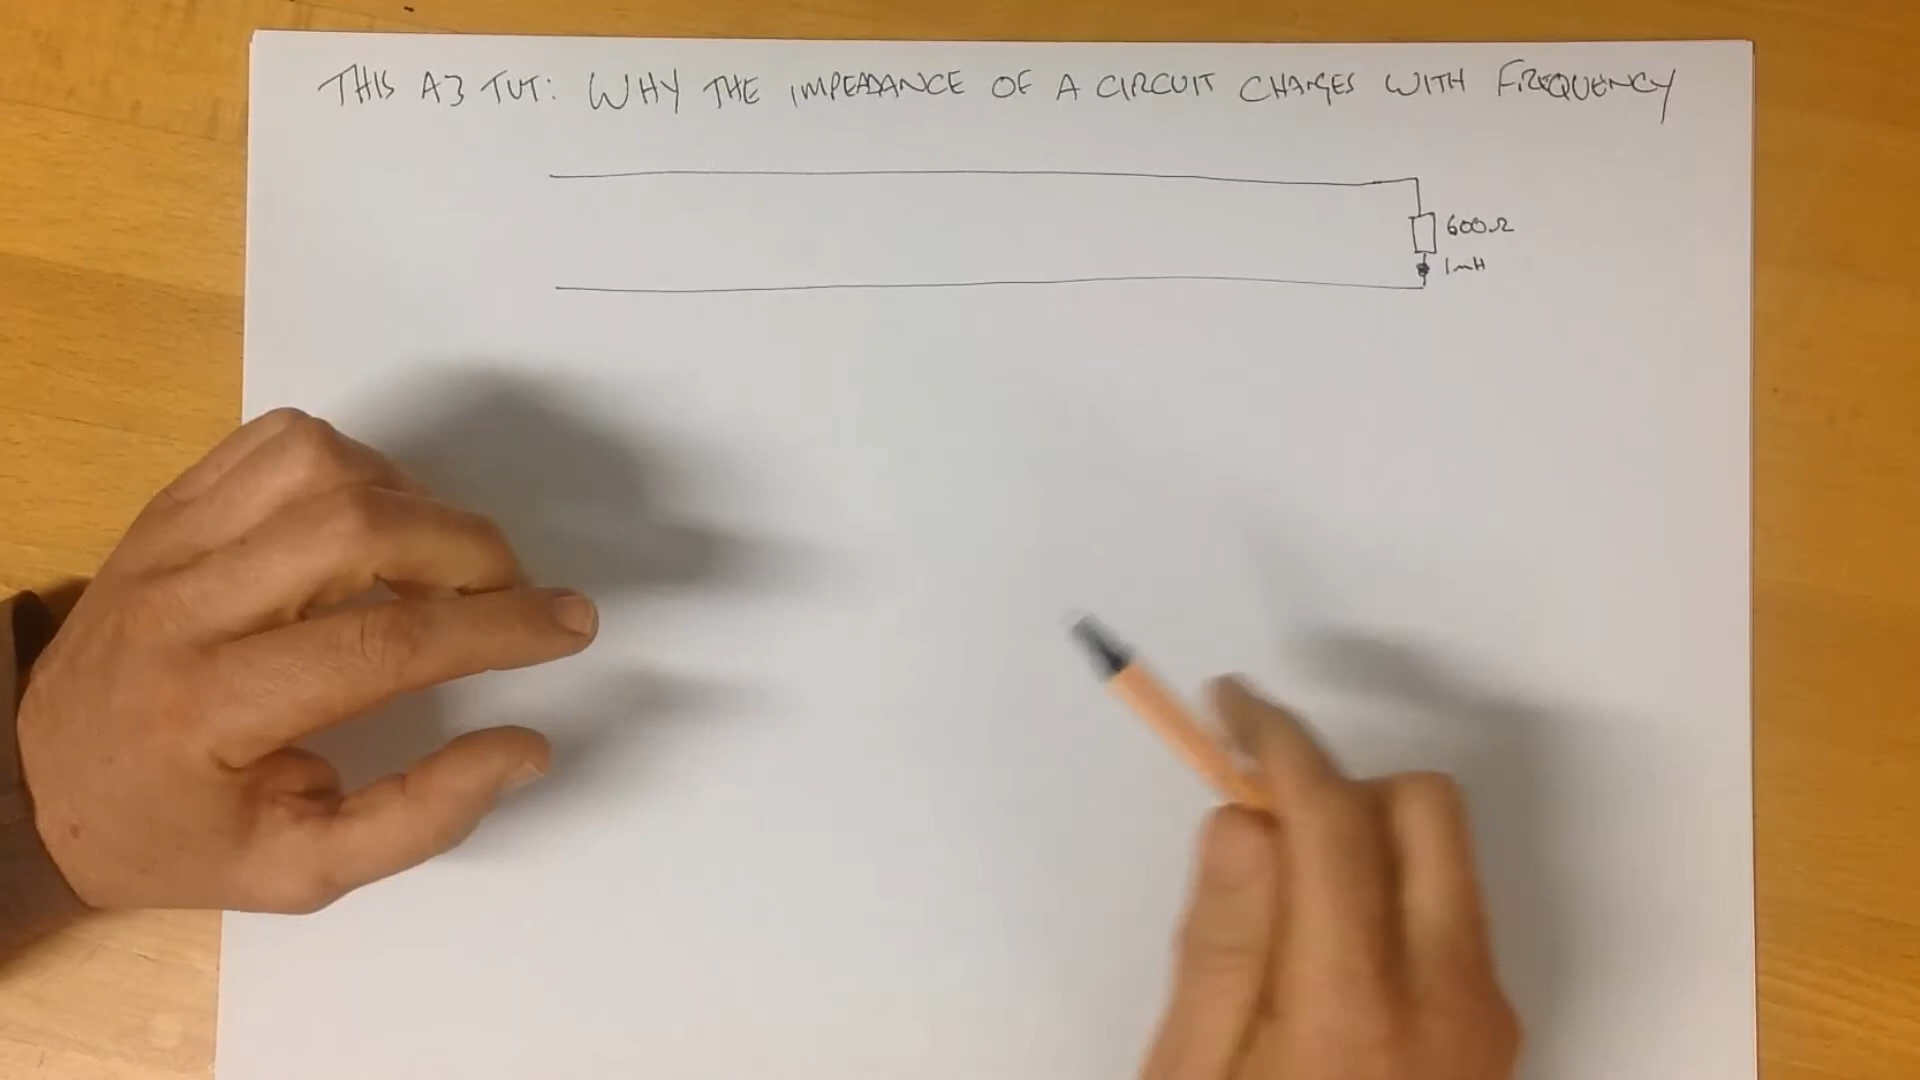 THIS A3 TUT: WHY THE IMPEDANCE OF A CIRCUIT CHANGES WITH FREQUENCY
600Ω
1mH